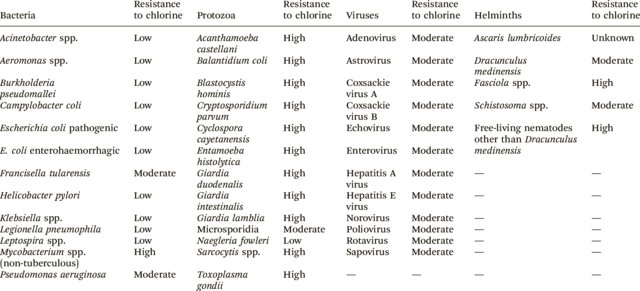 Bacteria Resistance to chlorine Protozoa Resistance to chlorine Viruses Resistance to chlorine Helminths Resistance to chlorine
Acinetobacter spp. Low Acanthamoeba castellani High Adenovirus Moderate Ascaris lumbricoides Unknown
Aeromonas spp. Low Balantidium coli High Astrovirus Moderate Dracunculus medinensis Moderate
Burkholderia pseudomallei Low Blastocystis hominis High Coxsackie virus A Moderate Fasciola spp. High
Campylobacter coli Low Cryptosporidium parvum High Coxsackie virus B Moderate Schistosoma spp. Moderate
Escherichia coli pathogenic Low Cyclospora cayetanensis High Echovirus Moderate Free-living nematodes other than Dracunculus medinensis High
E. coli enterohaemorrhagic Low Entamoeba histolytica High Enterovirus Moderate
Francisella tularensis Moderate Giardia duodenalis High Hepatitis A virus Moderate — —
Helicobacter pylori Low Giardia intestinalis High Hepatitis E virus Moderate — —
Klebsiella spp. Low Giardia lamblia High Norovirus Moderate — —
Legionella pneumophila Low Microsporidia Moderate Poliovirus Moderate — —
Leptospira spp. Low Naegleria fowleri Low Rotavirus Moderate — —
Mycobacterium spp. (non-tuberculous) High Sarcocytis spp. High Sapovirus Moderate — —
Pseudomonas aeruginosa Moderate Toxoplasma gondii High — — — —